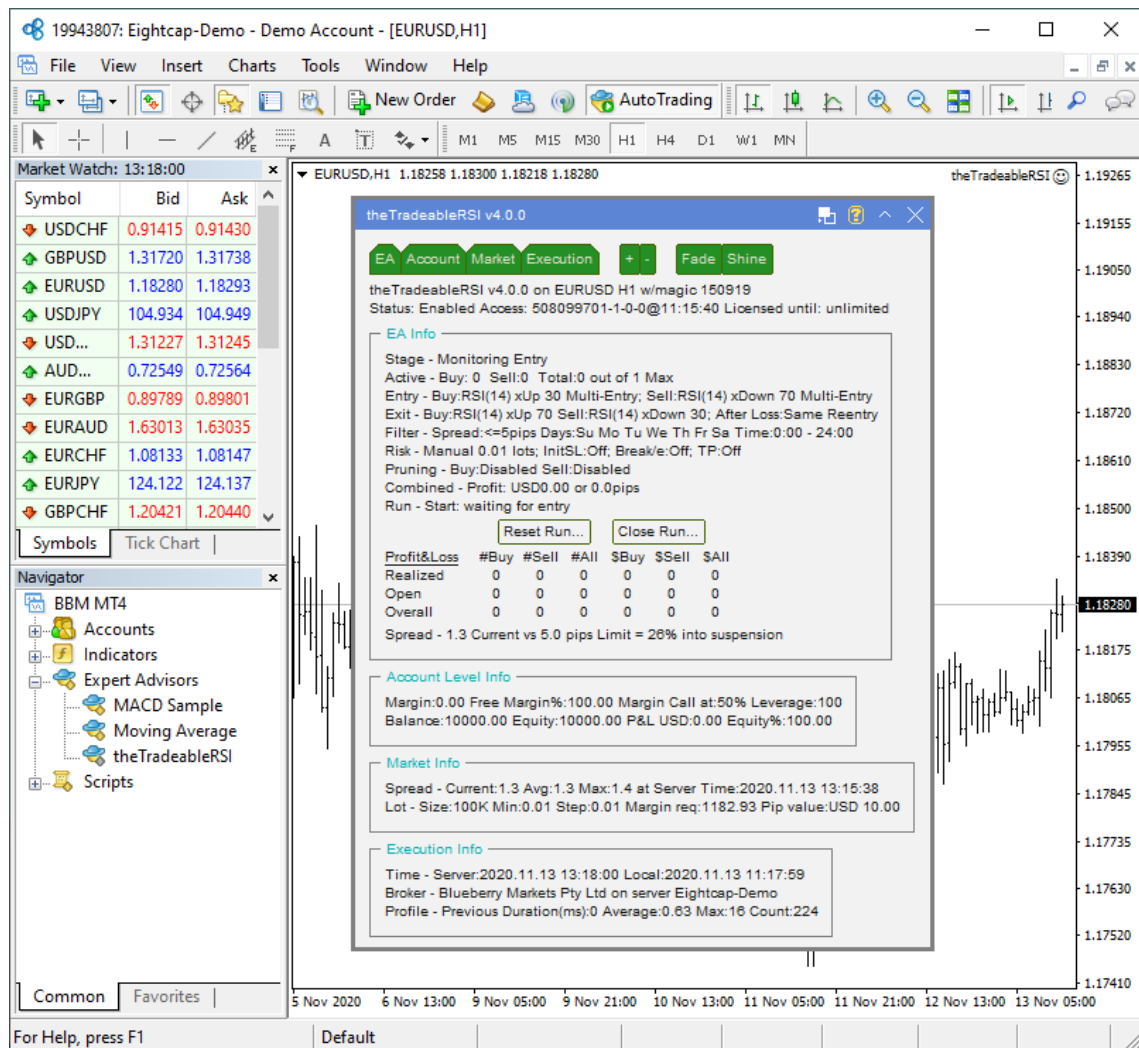 19943807: Eightcap-Demo - Demo Account - [EURUSD,H1]
File View Insert Charts Tools Window Help
New Order AutoTrading
E F A T M1 M5 M15 M30 H1 H4 D1 W1 MN
Market Watch: 13:18:00
Symbol Bid Ask
USDCHF 0.91415 0.91430
GBPUSD 1.31720 1.31738
EURUSD 1.18280 1.18293
USDJPY 104.934 104.949
USD... 1.31227 1.31245
AUD... 0.72549 0.72564
EURGBP 0.89789 0.89801
EURAUD 1.63013 1.63035
EURCHF 1.08133 1.08147
EURJPY 124.122 124.137
GBPCHF 1.20421 1.20440
Symbols Tick Chart
Navigator
BBM MT4
Accounts
Indicators
Expert Advisors
MACD Sample
Moving Average
theTradeableRSI
Scripts
Common Favorites
EURUSD,H1 1.18258 1.18300 1.18218 1.18280
theTradeableRSI
theTradeableRSI v4.0.0
EA Account Market Execution + - Fade Shine
theTradeableRSI v4.0.0 on EURUSD H1 w/magic 150919
Status: Enabled Access: 508099701-1-0-0@11:15:40 Licensed until: unlimited
EA Info
Stage - Monitoring Entry
Active - Buy: 0 Sell:0 Total:0 out of 1 Max
Entry - Buy:RSI(14) xUp 30 Multi-Entry; Sell:RSI(14) xDown 70 Multi-Entry
Exit - Buy:RSI(14) xUp 70 Sell:RSI(14) xDown 30; After Loss:Same Reentry
Filter - Spread:<=5pips Days:Su Mo Tu We Th Fr Sa Time:0:00 - 24:00
Risk - Manual 0.01 lots; InitSL:Off; Break/e:Off; TP:Off
Pruning - Buy:Disabled Sell:Disabled
Combined - Profit: USD0.00 or 0.0pips
Run - Start: waiting for entry
Reset Run... Close Run...
Profit&Loss #Buy #Sell #All $Buy $Sell $All
Realized 0 0 0 0 0 0
Open 0 0 0 0 0 0
Overall 0 0 0 0 0 0
Spread - 1.3 Current vs 5.0 pips Limit = 26% into suspension
Account Level Info
Margin:0.00 Free Margin%:100.00 Margin Call at:50% Leverage:100
Balance:10000.00 Equity:10000.00 P&L USD:0.00 Equity%:100.00
Market Info
Spread - Current:1.3 Avg:1.3 Max:1.4 at Server Time:2020.11.13 13:15:38
Lot - Size:100K Min:0.01 Step:0.01 Margin req:1182.93 Pip value:USD 10.00
Execution Info
Time - Server:2020.11.13 13:18:00 Local:2020.11.13 11:17:59
Broker - Blueberry Markets Pty Ltd on server Eightcap-Demo
Profile - Previous Duration(ms):0 Average:0.63 Max:16 Count:224
1.19265
1.19155
1.19050
1.18940
1.18830
1.18720
1.18610
1.18500
1.18390
1.18280
1.18175
1.18065
1.17955
1.17845
1.17735
1.17630
1.17520
1.17410
5 Nov 2020 6 Nov 13:00 9 Nov 05:00 9 Nov 21:00 10 Nov 13:00 11 Nov 05:00 11 Nov 21:00 12 Nov 13:00 13 Nov 05:00
For Help, press F1 Default